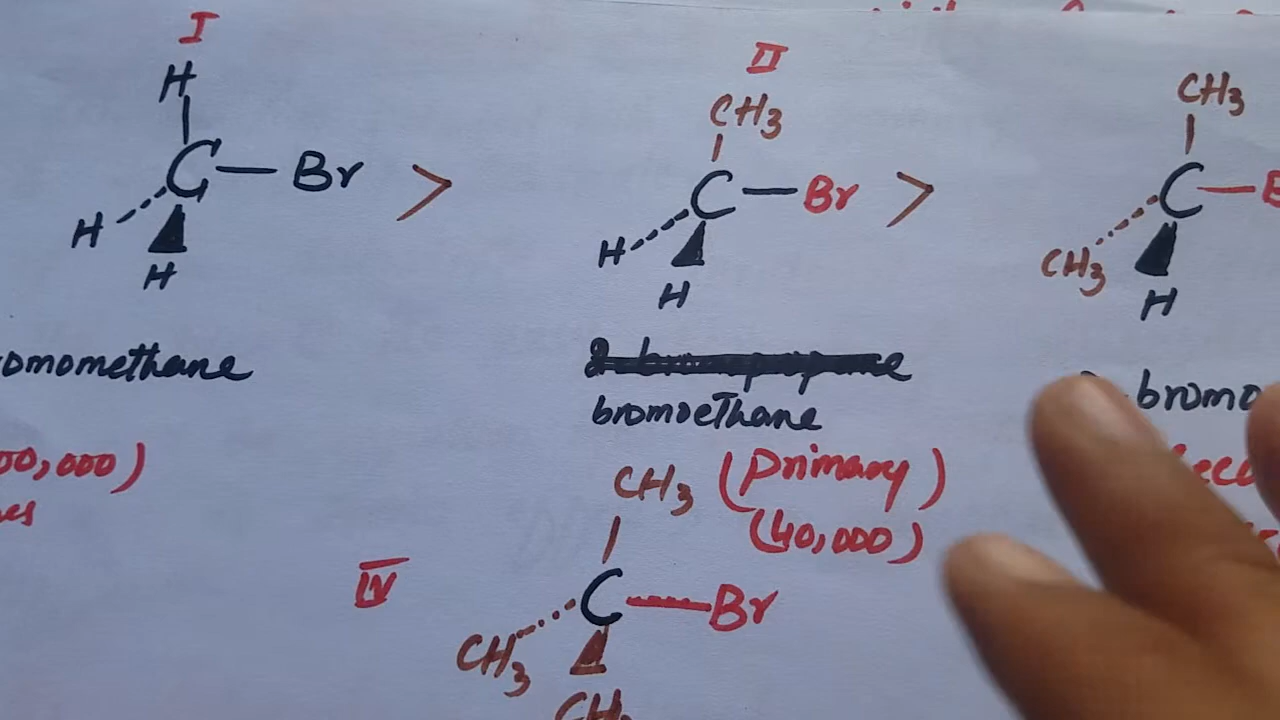 I
H
C — Br
H
H
omomethane
00,000)
es
>
II
CH3
C — Br
H
H
bromoethane
(primary)
(40,000)
>
CH3
C — B
CH3
H
bromo
IV
CH3
C — Br
CH3